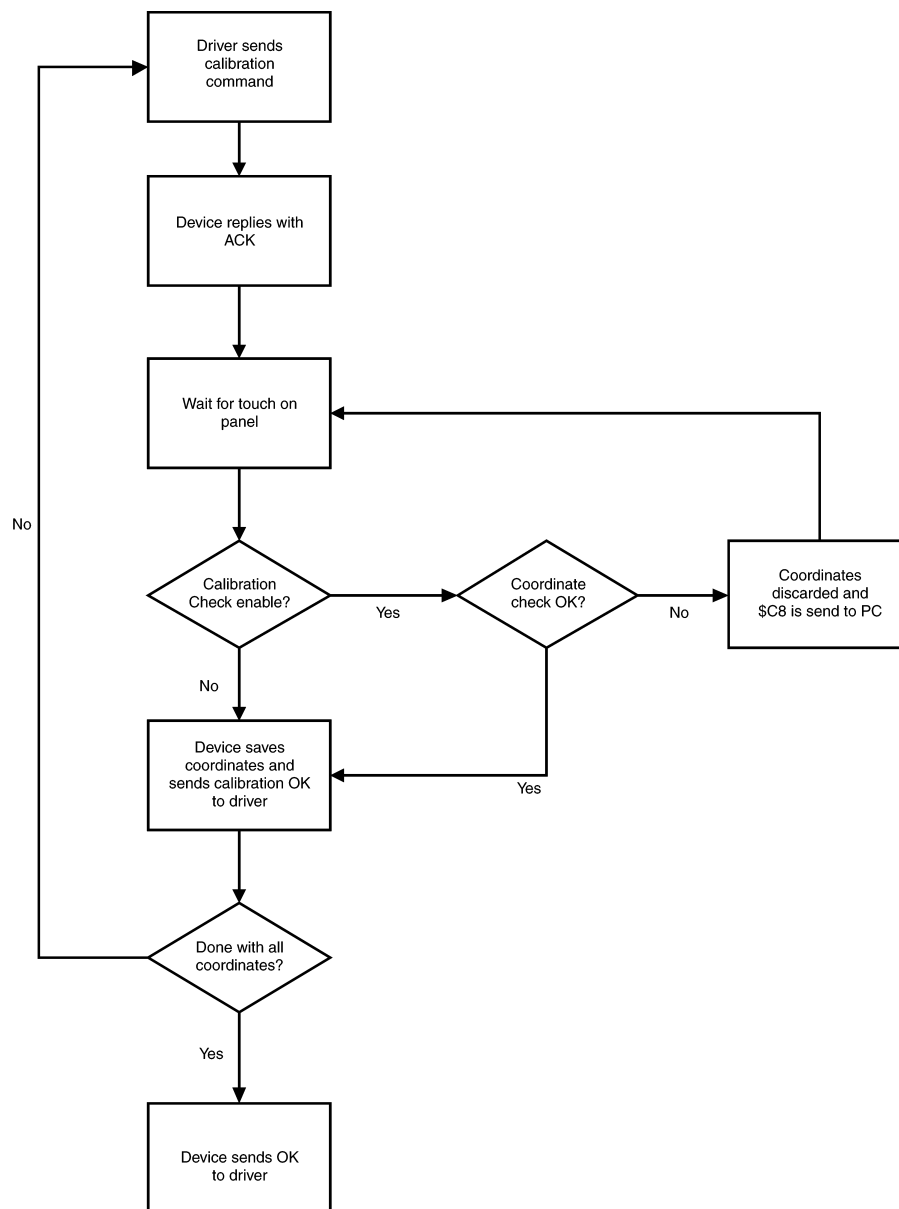 Driver sends
calibration
command
Device replies with
ACK
Wait for touch on
panel
No
Calibration
Check enable?
Yes
Coordinate
check OK?
No
Coordinates
discarded and
$C8 is send to PC
No
Device saves
coordinates and
sends calibration OK
to driver
Yes
Done with all
coordinates?
Yes
Device sends OK
to driver